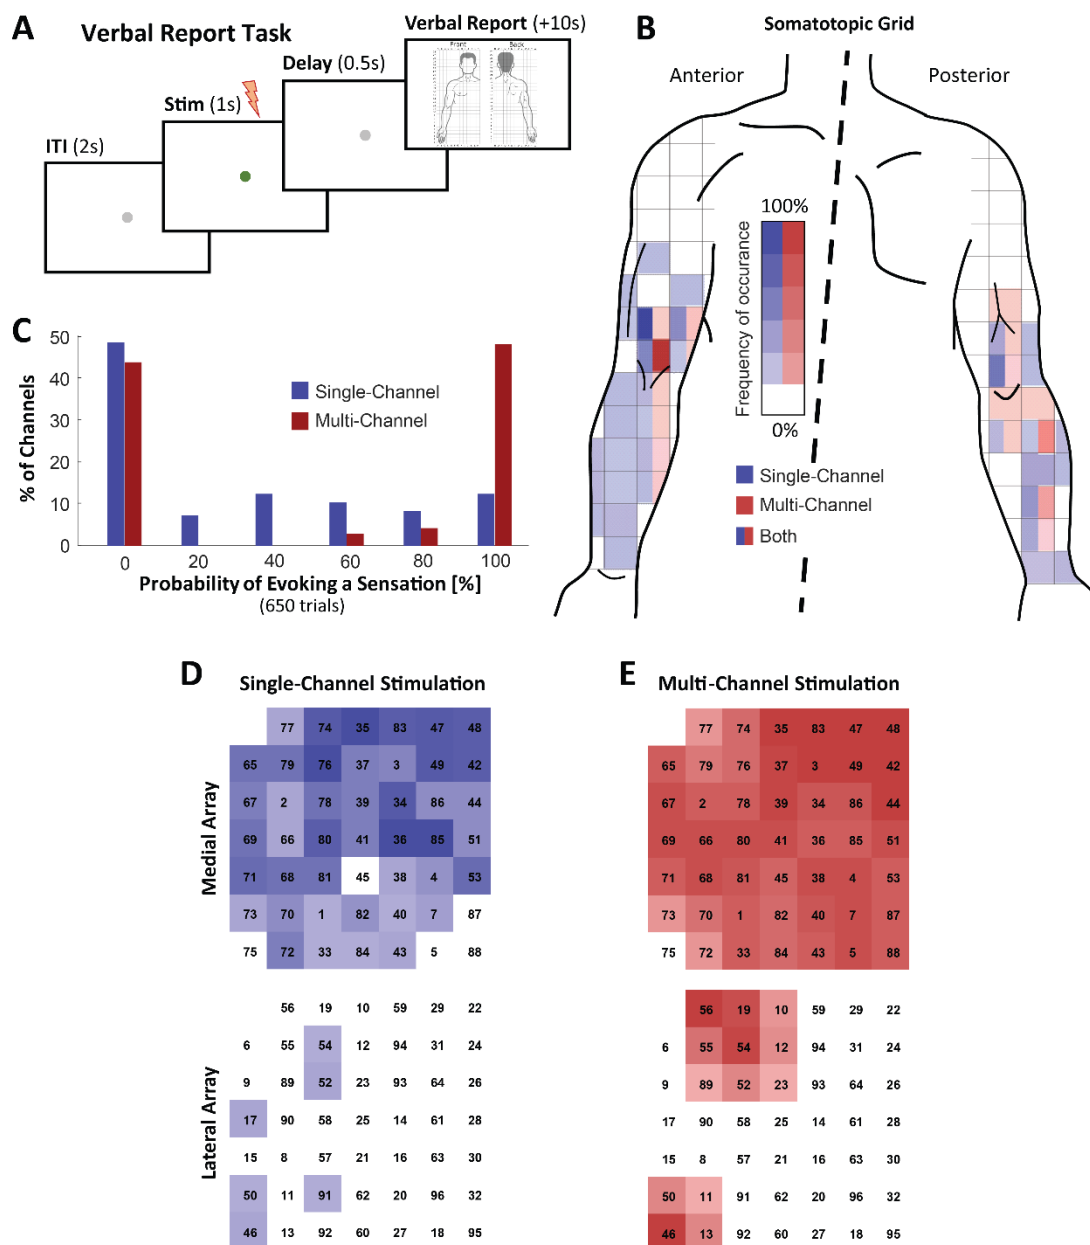 A
Verbal Report Task
ITI (2s)
Stim (1s)
Delay (0.5s)
Verbal Report (+10s)
Front
Back
B
Somatotopic Grid
Anterior
Posterior
100%
Frequency of occurance
0%
Single-Channel
Multi-Channel
Both
C
% of Channels
50
40
30
20
10
0
Single-Channel
Multi-Channel
0 20 40 60 80 100
Probability of Evoking a Sensation [%]
(650 trials)
D
Single-Channel Stimulation
Medial Array
77 74 35 83 47 48
65 79 76 37 3 49 42
67 2 78 39 34 86 44
69 66 80 41 36 85 51
71 68 81 45 38 4 53
73 70 1 82 40 7 87
75 72 33 84 43 5 88
Lateral Array
56 19 10 59 29 22
6 55 54 12 94 31 24
9 89 52 23 93 64 26
17 90 58 25 14 61 28
15 8 57 21 16 63 30
50 11 91 62 20 96 32
46 13 92 60 27 18 95
E
Multi-Channel Stimulation
77 74 35 83 47 48
65 79 76 37 3 49 42
67 2 78 39 34 86 44
69 66 80 41 36 85 51
71 68 81 45 38 4 53
73 70 1 82 40 7 87
75 72 33 84 43 5 88
56 19 10 59 29 22
6 55 54 12 94 31 24
9 89 52 23 93 64 26
17 90 58 25 14 61 28
15 8 57 21 16 63 30
50 11 91 62 20 96 32
46 13 92 60 27 18 95